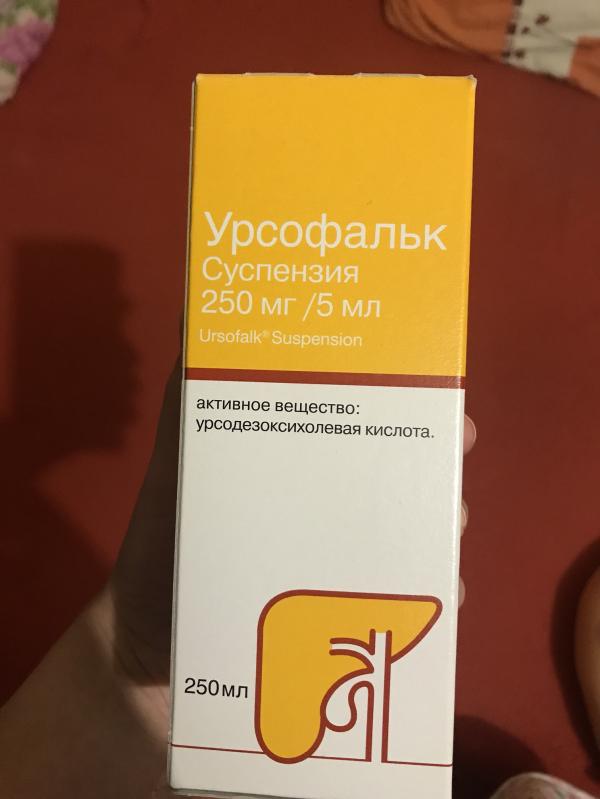 Урсофальк
Суспензия
250 мг /5 мл
Ursofalk® Suspension
активное вещество:
урсодезоксихолевая кислота.
250 мл